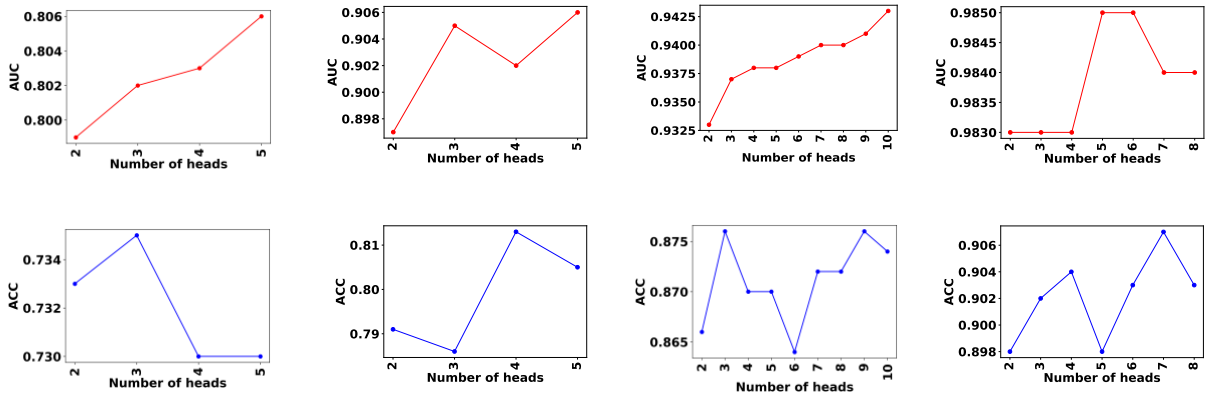 0.806
0.804
0.802
0.800
AUC
2 3 4 5
Number of heads
0.906
0.904
0.902
0.900
0.898
AUC
2 3 4 5
Number of heads
0.9425
0.9400
0.9375
0.9350
0.9325
AUC
2 3 4 5 6 7 8 9 10
Number of heads
0.9850
0.9845
0.9840
0.9835
0.9830
AUC
2 3 4 5 6 7 8
Number of heads
0.734
0.732
0.730
ACC
2 3 4 5
Number of heads
0.81
0.80
0.79
ACC
2 3 4 5
Number of heads
0.875
0.870
0.865
ACC
2 3 4 5 6 7 8 9 10
Number of heads
0.906
0.904
0.902
0.900
0.898
ACC
2 3 4 5 6 7 8
Number of heads